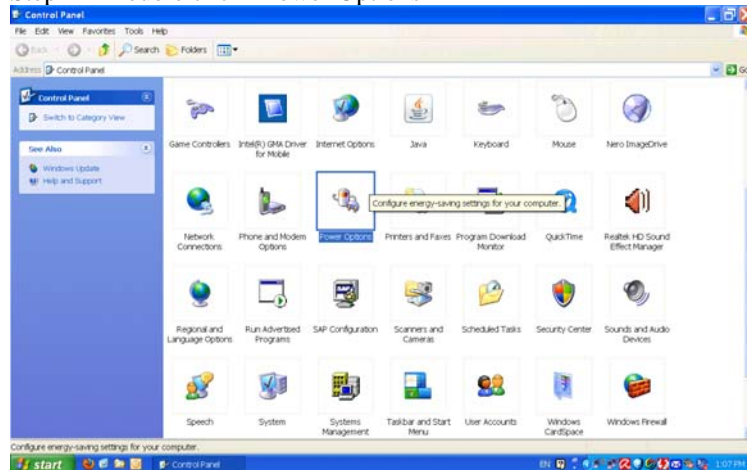 Control Panel
File Edit View Favorites Tools Help
Back Search Folders
Address Control Panel Go
Control Panel
Switch to Category View
See Also
Windows Update
Help and Support
Game Controllers
Intel(R) GMA Driver
for Mobile
Internet Options
Java
Keyboard
Mouse
Nero ImageDrive
Network
Connections
Phone and Modem
Options
Power Options
Configure energy-saving settings for your computer.
Printers and Faxes
Program Download
Monitor
QuickTime
Realtek HD Sound
Effect Manager
Regional and
Language Options
Run Advertised
Programs
SAP Configuration
Scanners and
Cameras
Scheduled Tasks
Security Center
Sounds and Audio
Devices
Speech
System
Systems
Management
Taskbar and Start
Menu
User Accounts
Windows
CardSpace
Windows Firewall
Configure energy-saving settings for your computer.
start Control Panel EN 1:07 PM